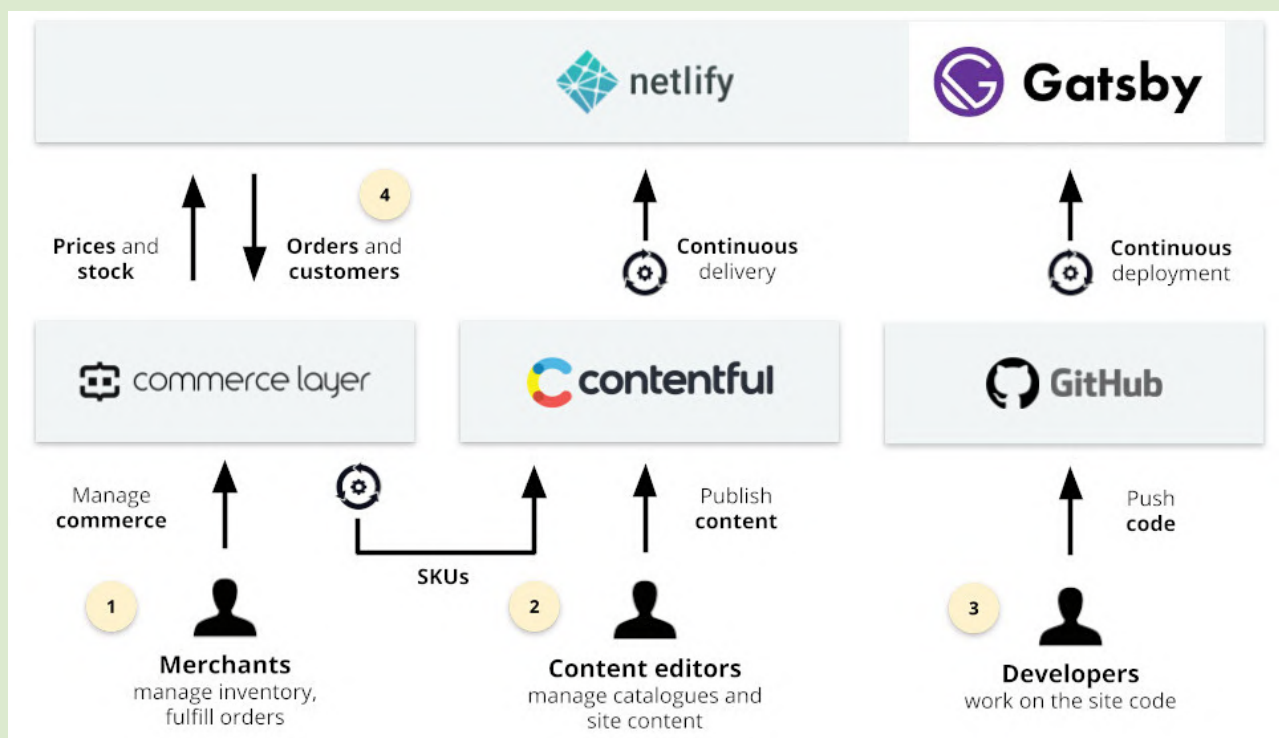 netlify
Gatsby
4
Prices and
stock
Orders and
customers
Continuous
delivery
Continuous
deployment
commerce layer
contentful
GitHub
Manage
commerce
Publish
content
Push
code
SKUs
1
2
3
Merchants
manage inventory,
fulfill orders
Content editors
manage catalogues and
site content
Developers
work on the site code